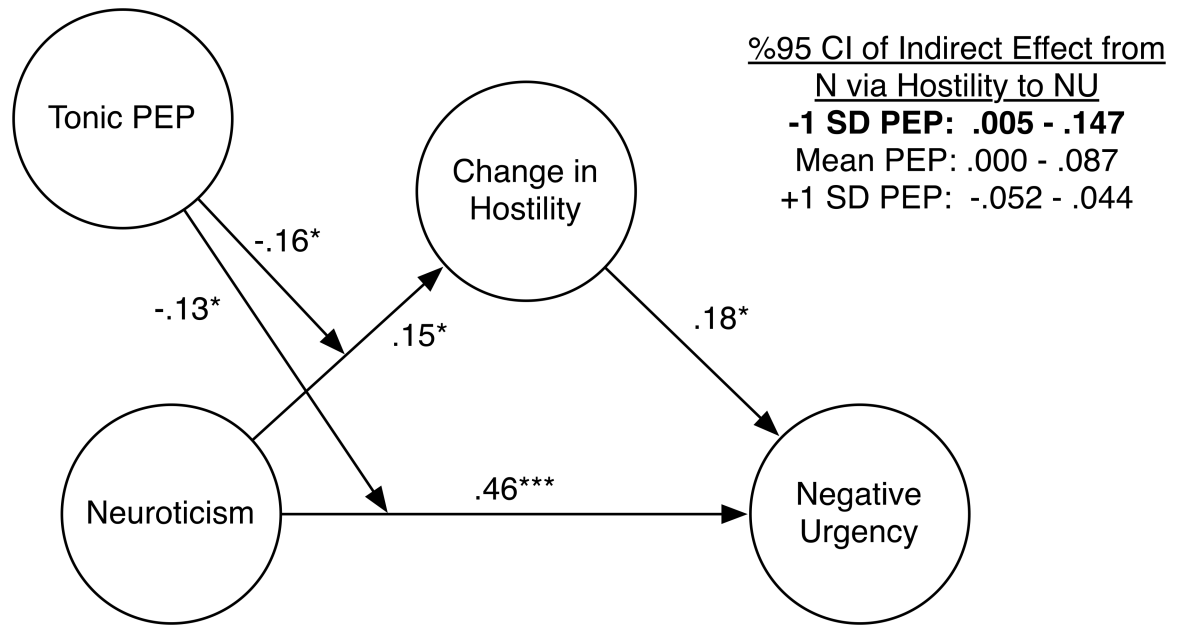 %95 CI of Indirect Effect from
N via Hostility to NU
-1 SD PEP:  .005 - .147
Mean PEP: .000 - .087
+1 SD PEP:  -.052 - .044
Tonic PEP
Change in
Hostility
-.16*
-.13*
.15*
.18*
.46***
Neuroticism
Negative
Urgency